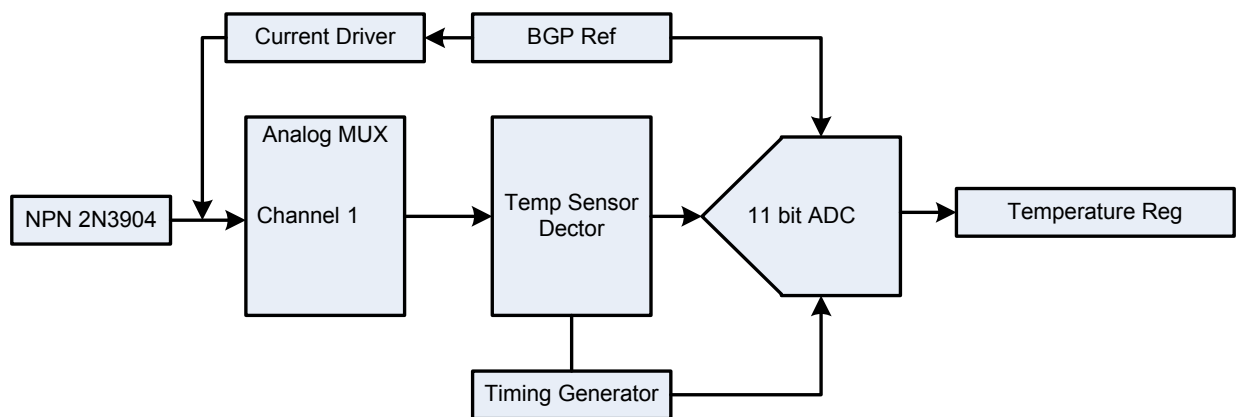 Current Driver
BGP Ref
Analog MUX
NPN 2N3904
Channel 1
Temp Sensor
Dector
11 bit ADC
Temperature Reg
Timing Generator